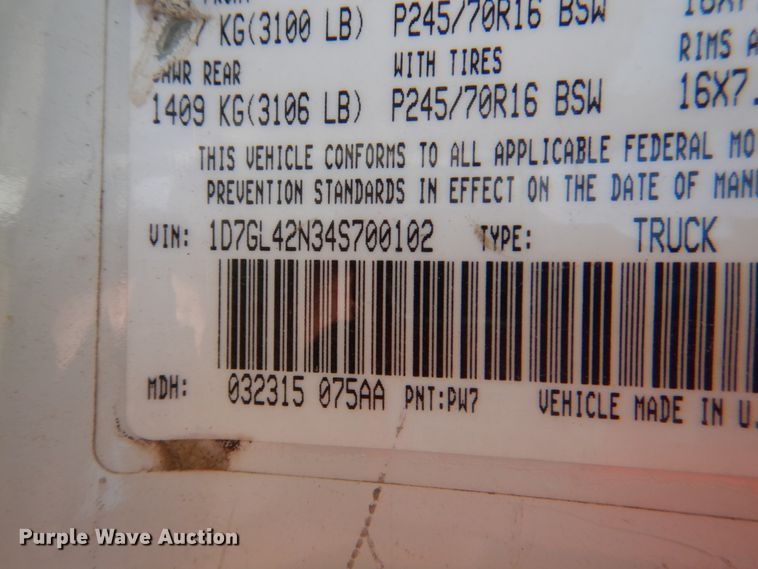 KG(3100 LB) P245/70R16 BSW
GAWR REAR WITH TIRES RIMS
1409 KG(3106 LB) P245/70R16 BSW 16X7.
THIS VEHICLE CONFORMS TO ALL APPLICABLE FEDERAL MO
PREVENTION STANDARDS IN EFFECT ON THE DATE OF MANU
VIN: 1D7GL42N34S700102 TYPE: TRUCK
MDH: 032315 075AA PNT:PW7 VEHICLE MADE IN U.
Purple Wave Auction